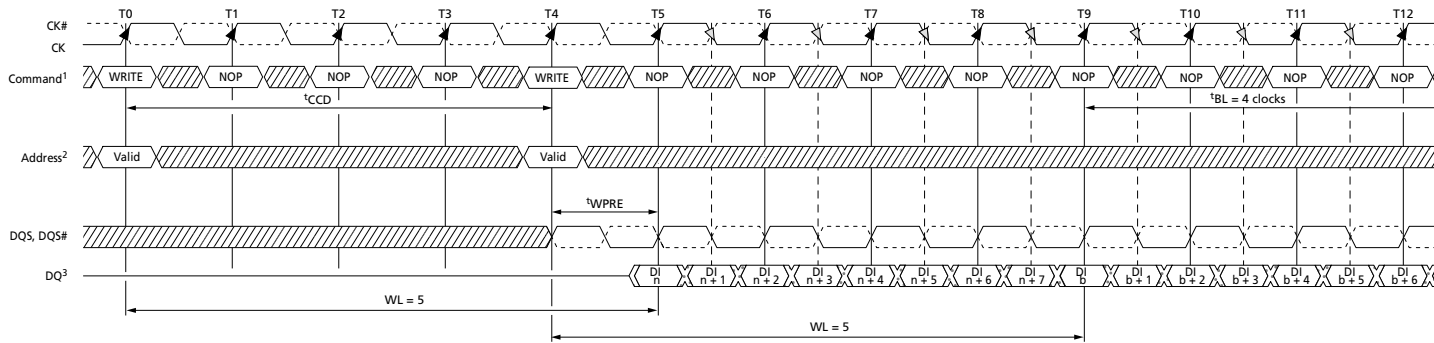 T0 T1 T2 T3 T4 T5 T6 T7 T8 T9 T10 T11 T12
CK#
CK
Command1 WRITE NOP NOP NOP WRITE NOP NOP NOP NOP NOP NOP NOP NOP
tCCD tBL = 4 clocks
Address2 Valid Valid
tWPRE
DQS, DQS#
DQ3 DI n DI n + 1 DI n + 2 DI n + 3 DI n + 4 DI n + 5 DI n + 6 DI n + 7 DI b DI b + 1 DI b + 2 DI b + 3 DI b + 4 DI b + 5 DI b + 6
WL = 5
WL = 5